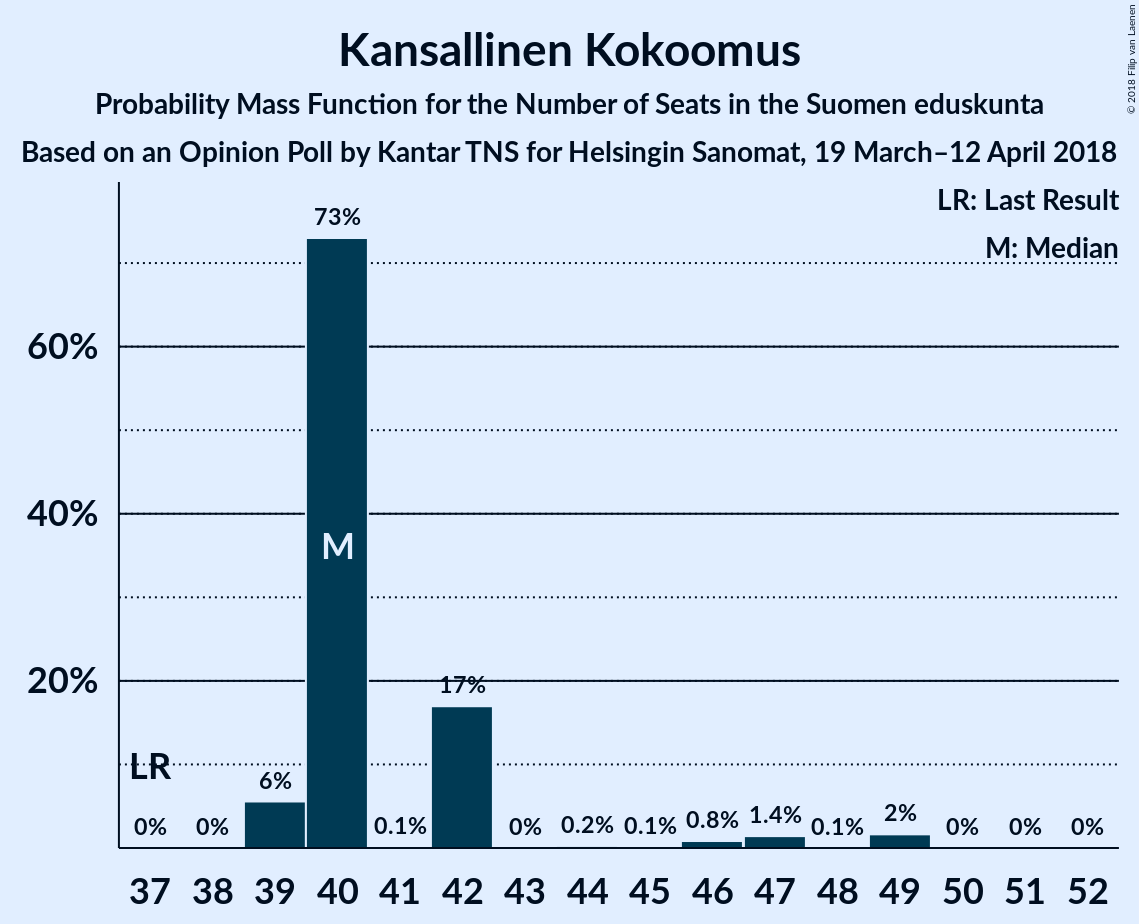 Kansallinen Kokoomus
Probability Mass Function for the Number of Seats in the Suomen eduskunta
Based on an Opinion Poll by Kantar TNS for Helsingin Sanomat, 19 March–12 April 2018
© 2018 Filip van Laenen
LR: Last Result
M: Median
60%
40%
20%
LR
M
0% 0% 6% 73% 0.1% 17% 0% 0.2% 0.1% 0.8% 1.4% 0.1% 2% 0% 0% 0%
37 38 39 40 41 42 43 44 45 46 47 48 49 50 51 52